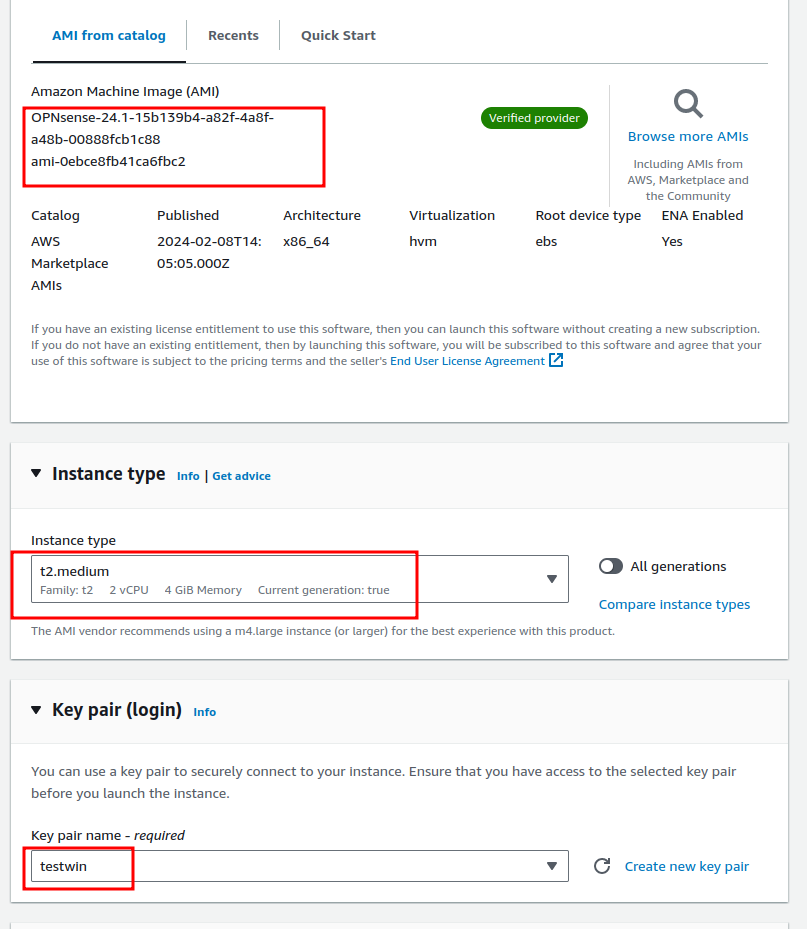 AMI from catalog
Recents
Quick Start
Amazon Machine Image (AMI)
OPNsense-24.1-15b139b4-a82f-4a8f-
a48b-00888fcb1c88
ami-0ebce8fb41ca6fbc2
Verified provider
Browse more AMIs
Including AMIs from
AWS, Marketplace and
the Community
Catalog
AWS
Marketplace
AMIs
Published
2024-02-08T14:
05:05.000Z
Architecture
x86_64
Virtualization
hvm
Root device type
ebs
ENA Enabled
Yes
If you have an existing license entitlement to use this software, then you can launch this software without creating a new subscription.
If you do not have an existing entitlement, then by launching this software, you will be subscribed to this software and agree that your
use of this software is subject to the pricing terms and the seller's End User License Agreement
Instance type Info | Get advice
Instance type
t2.medium
Family: t2 2 vCPU 4 GiB Memory Current generation: true
All generations
Compare instance types
The AMI vendor recommends using a m4.large instance (or larger) for the best experience with this product.
Key pair (login) Info
You can use a key pair to securely connect to your instance. Ensure that you have access to the selected key pair
before you launch the instance.
Key pair name - required
testwin
Create new key pair